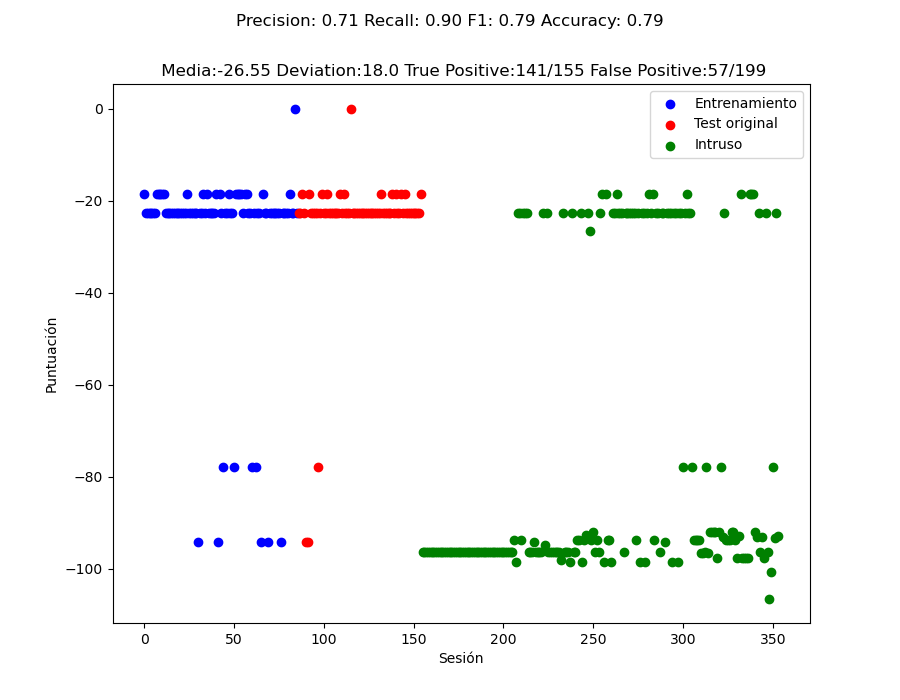 Precision: 0.71 Recall: 0.90 F1: 0.79 Accuracy: 0.79
Media:-26.55 Deviation:18.0 True Positive:141/155 False Positive:57/199
Entrenamiento
Test original
Intruso
0
−20
−40
−60
−80
−100
Puntuación
0 50 100 150 200 250 300 350
Sesión